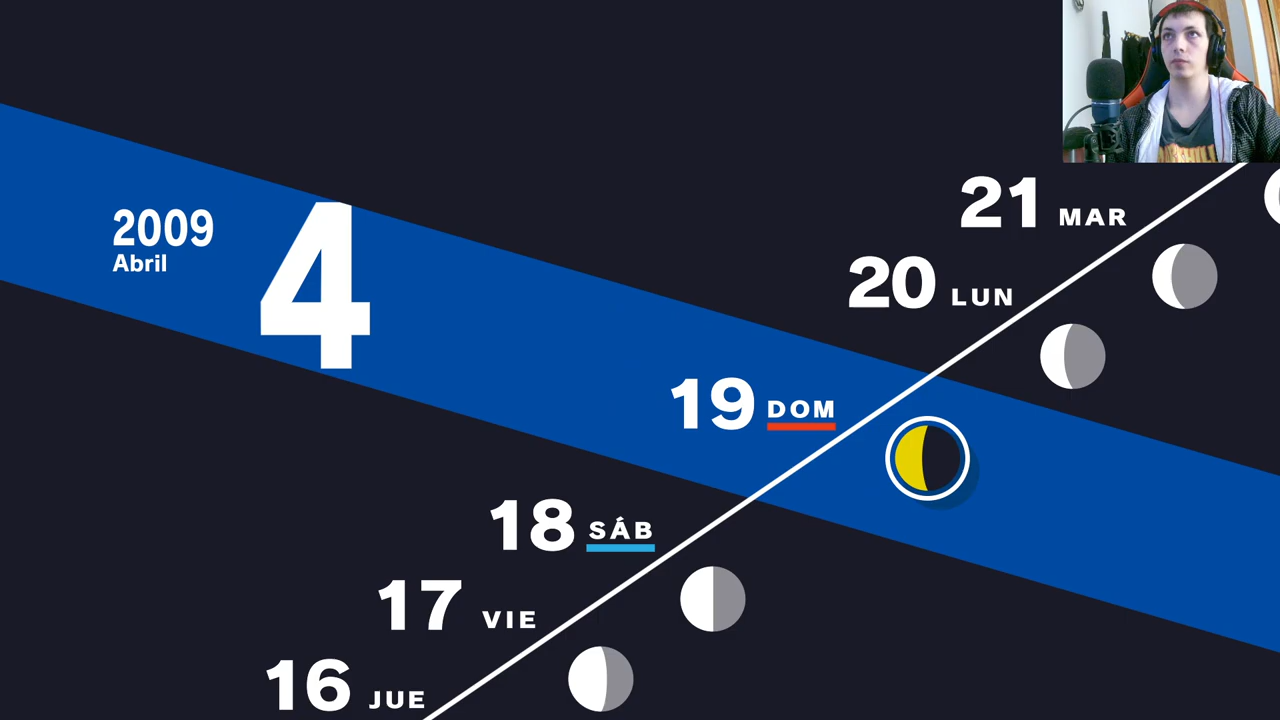 2009
Abril
4
21 MAR
20 LUN
19 DOM
18 SÁB
17 VIE
16 JUE